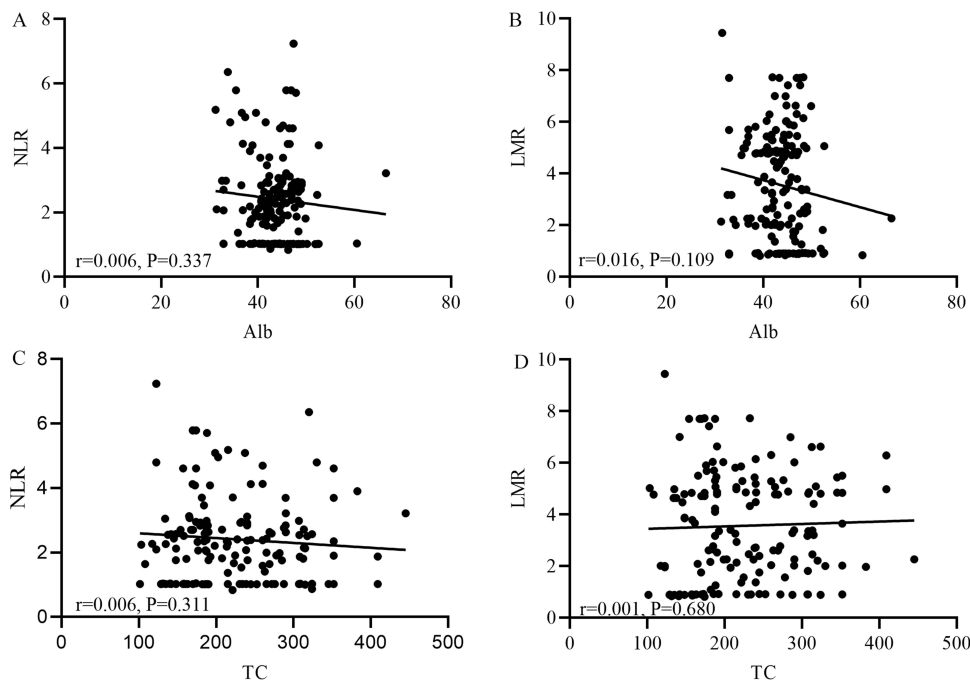 A
NLR
8
6
4
2
0
r=0.006, P=0.337
0 20 40 60 80
Alb
B
LMR
10
8
6
4
2
0
r=0.016, P=0.109
0 20 40 60 80
Alb
C
NLR
8
6
4
2
0
r=0.006, P=0.311
0 100 200 300 400 500
TC
D
LMR
10
8
6
4
2
0
r=0.001, P=0.680
0 100 200 300 400 500
TC